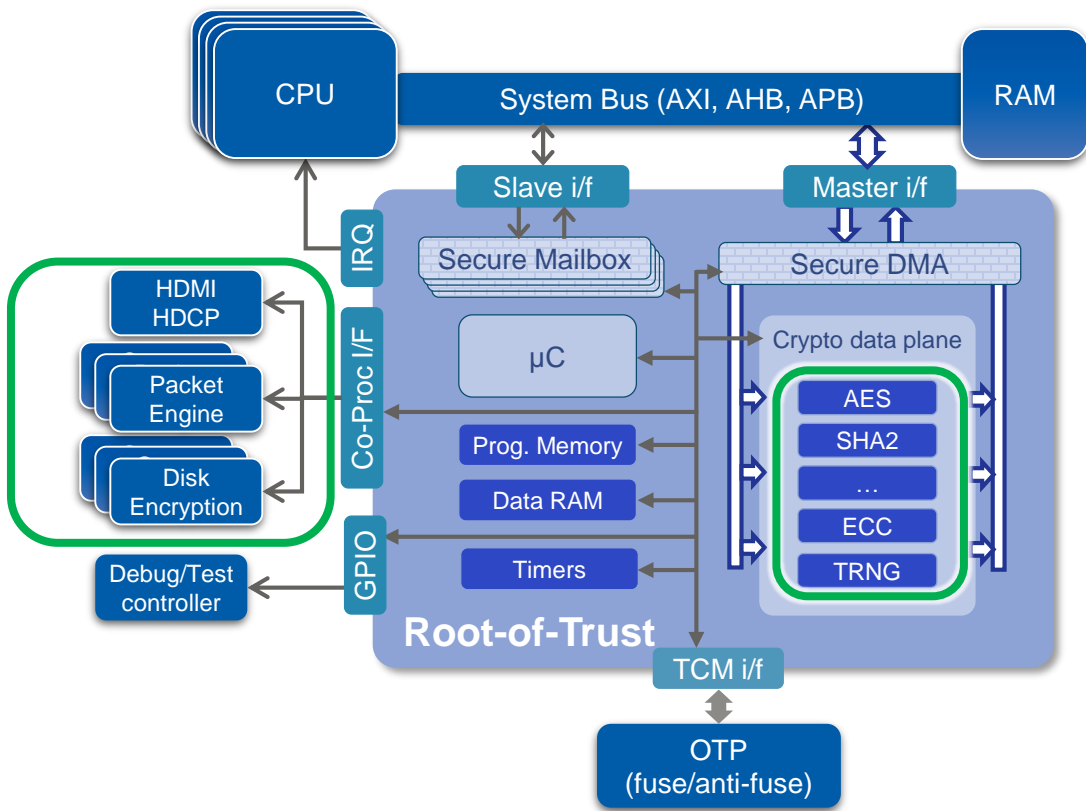 CPU
System Bus (AXI, AHB, APB)
RAM
Slave i/f
Master i/f
IRQ
Secure Mailbox
Secure DMA
HDMI
HDCP
µC
Crypto data plane
Packet
Engine
Co-Proc I/F
AES
Prog. Memory
SHA2
Disk
Encryption
Data RAM
...
ECC
Debug/Test
controller
GPIO
Timers
TRNG
Root-of-Trust
TCM i/f
OTP
(fuse/anti-fuse)